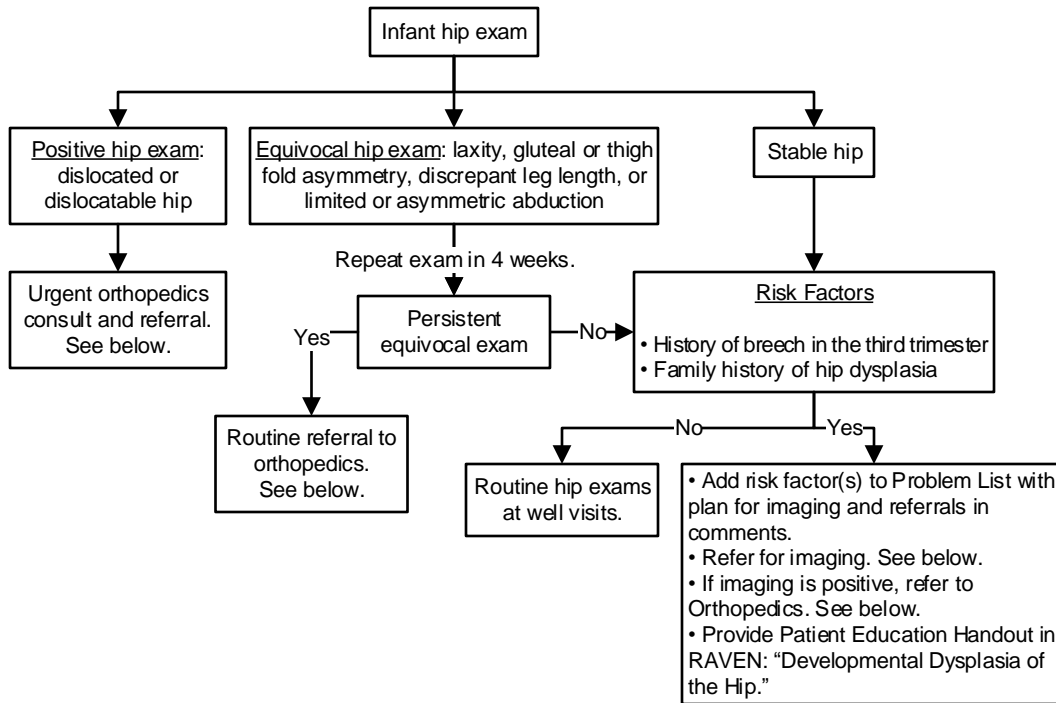 Infant hip exam
Positive hip exam:
dislocated or
dislocatable hip
Equivocal hip exam: laxity, gluteal or thigh
fold asymmetry, discrepant leg length, or
limited or asymmetric abduction
Stable hip
Repeat exam in 4 weeks.
Urgent orthopedics
consult and referral.
See below.
Persistent
equivocal exam
Yes
No
Risk Factors
• History of breech in the third trimester
• Family history of hip dysplasia
Routine referral to
orthopedics.
See below.
No
Yes
Routine hip exams
at well visits.
• Add risk factor(s) to Problem List with
plan for imaging and referrals in
comments.
• Refer for imaging. See below.
• If imaging is positive, refer to
Orthopedics. See below.
• Provide Patient Education Handout in
RAVEN: “Developmental Dysplasia of
the Hip.”